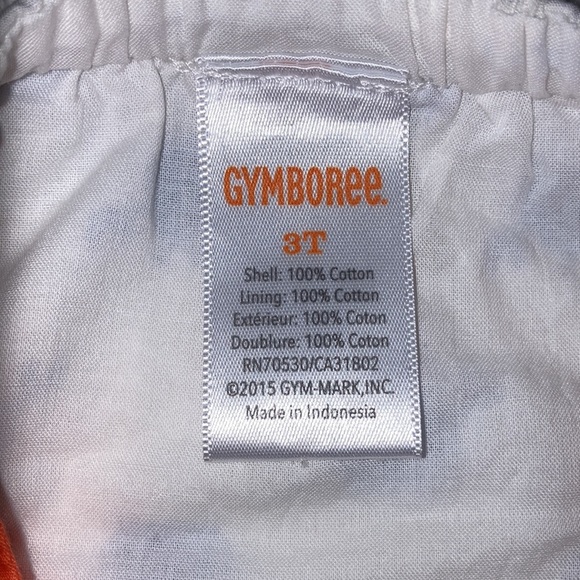 GYMBOREE.
3T
Shell: 100% Cotton
Lining: 100% Cotton
Extérieur: 100% Coton
Doublure: 100% Coton
RN70530/CA31802
©2015 GYM-MARK,INC.
Made in Indonesia